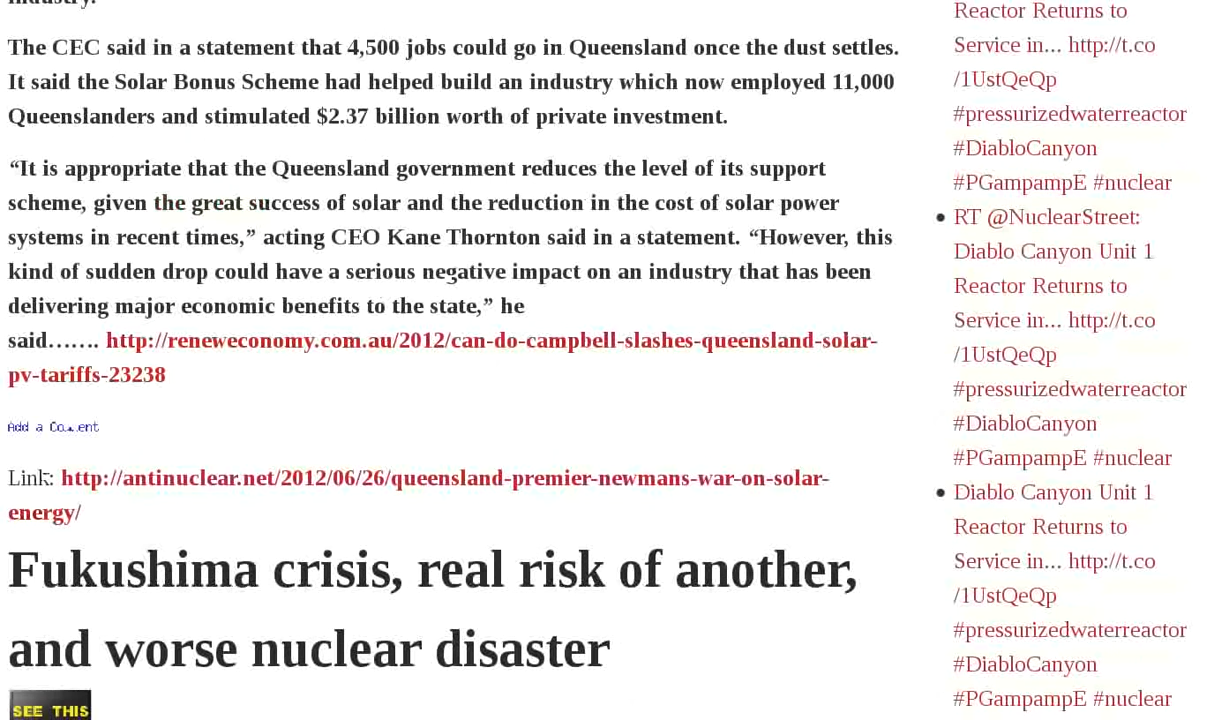 The CEC said in a statement that 4,500 jobs could go in Queensland once the dust settles.
It said the Solar Bonus Scheme had helped build an industry which now employed 11,000
Queenslanders and stimulated $2.37 billion worth of private investment.
“It is appropriate that the Queensland government reduces the level of its support
scheme, given the great success of solar and the reduction in the cost of solar power
systems in recent times,” acting CEO Kane Thornton said in a statement. “However, this
kind of sudden drop could have a serious negative impact on an industry that has been
delivering major economic benefits to the state,” he
said……. http://reneweconomy.com.au/2012/can-do-campbell-slashes-queensland-solar-
pv-tariffs-23238
Add a
Link: http://antinuclear.net/2012/06/26/queensland-premier-newmans-war-on-solar-
energy/
Fukushima crisis, real risk of another,
and worse nuclear disaster
SEE THIS
Reactor Returns to
Service in... http://t.co
/1UstQeQp
#pressurizedwaterreactor
#DiabloCanyon
#PGampampE #nuclear
RT @NuclearStreet:
Diablo Canyon Unit 1
Reactor Returns to
Service in... http://t.co
/1UstQeQp
#pressurizedwaterreactor
#DiabloCanyon
#PGampampE #nuclear
Diablo Canyon Unit 1
Reactor Returns to
Service in... http://t.co
/1UstQeQp
#pressurizedwaterreactor
#DiabloCanyon
#PGampampE #nuclear